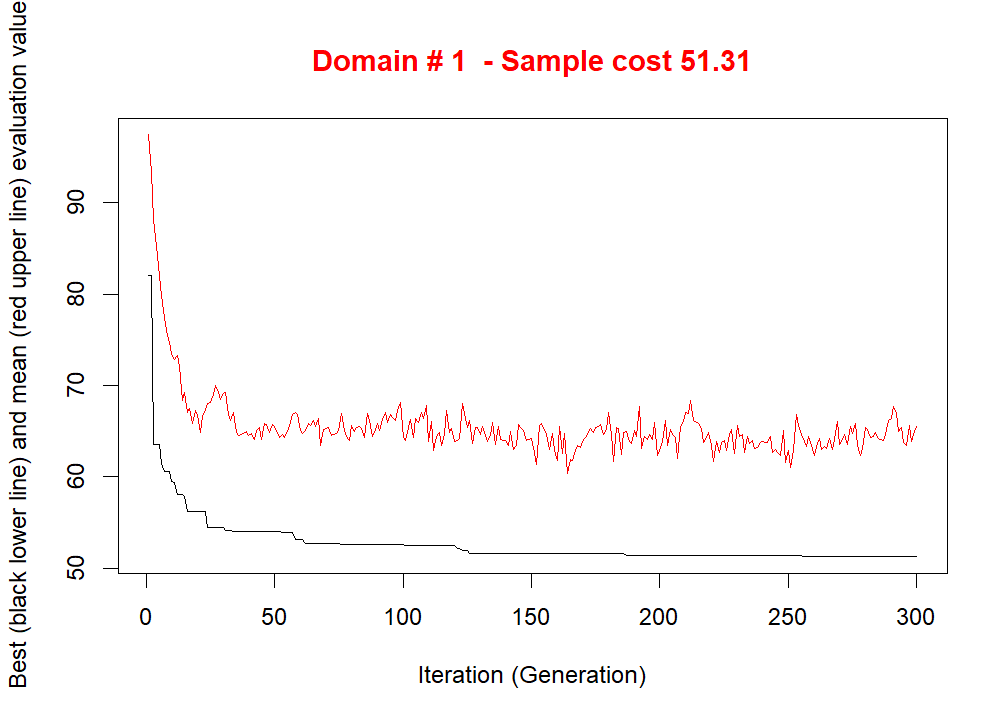 Domain # 1  - Sample cost 51.31
Best (black lower line) and mean (red upper line) evaluation value
90
80
70
60
50
0 50 100 150 200 250 300
Iteration (Generation)